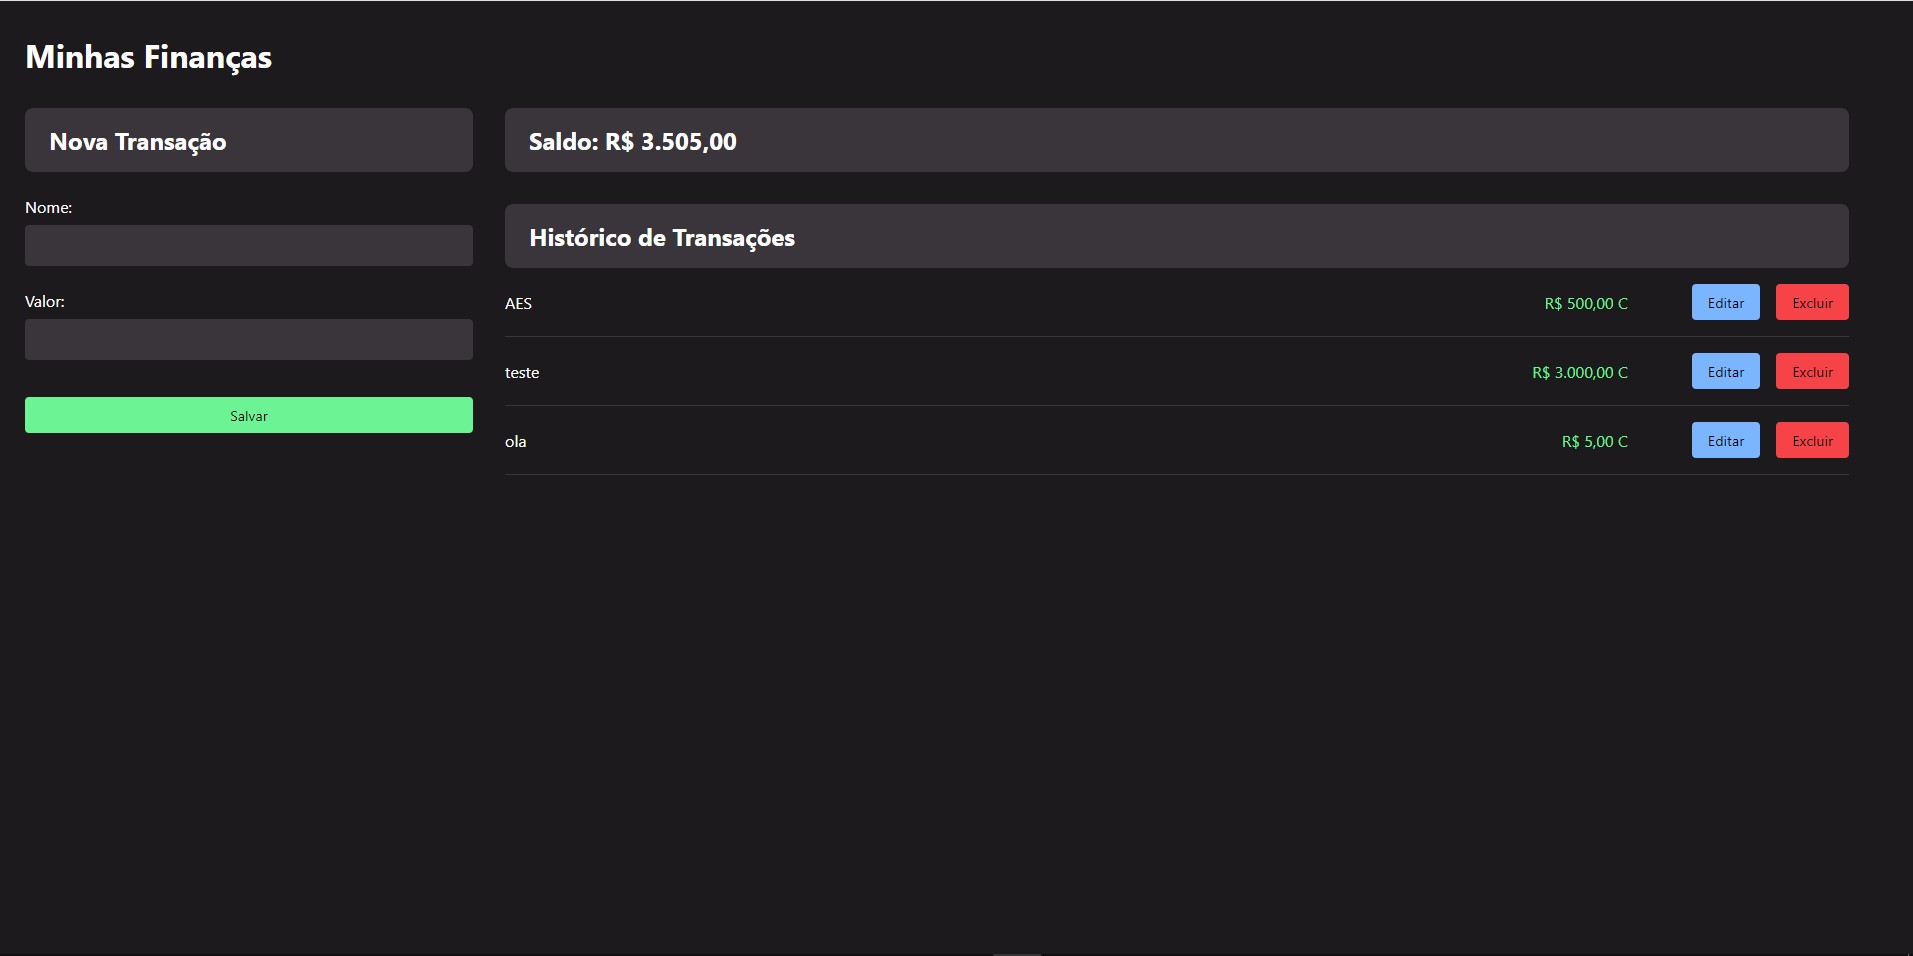 Minhas Finanças
Nova Transação
Nome:
Valor:
Salvar
Saldo: R$ 3.505,00
Histórico de Transações
AES R$ 500,00 C Editar Excluir
teste R$ 3.000,00 C Editar Excluir
ola R$ 5,00 C Editar Excluir